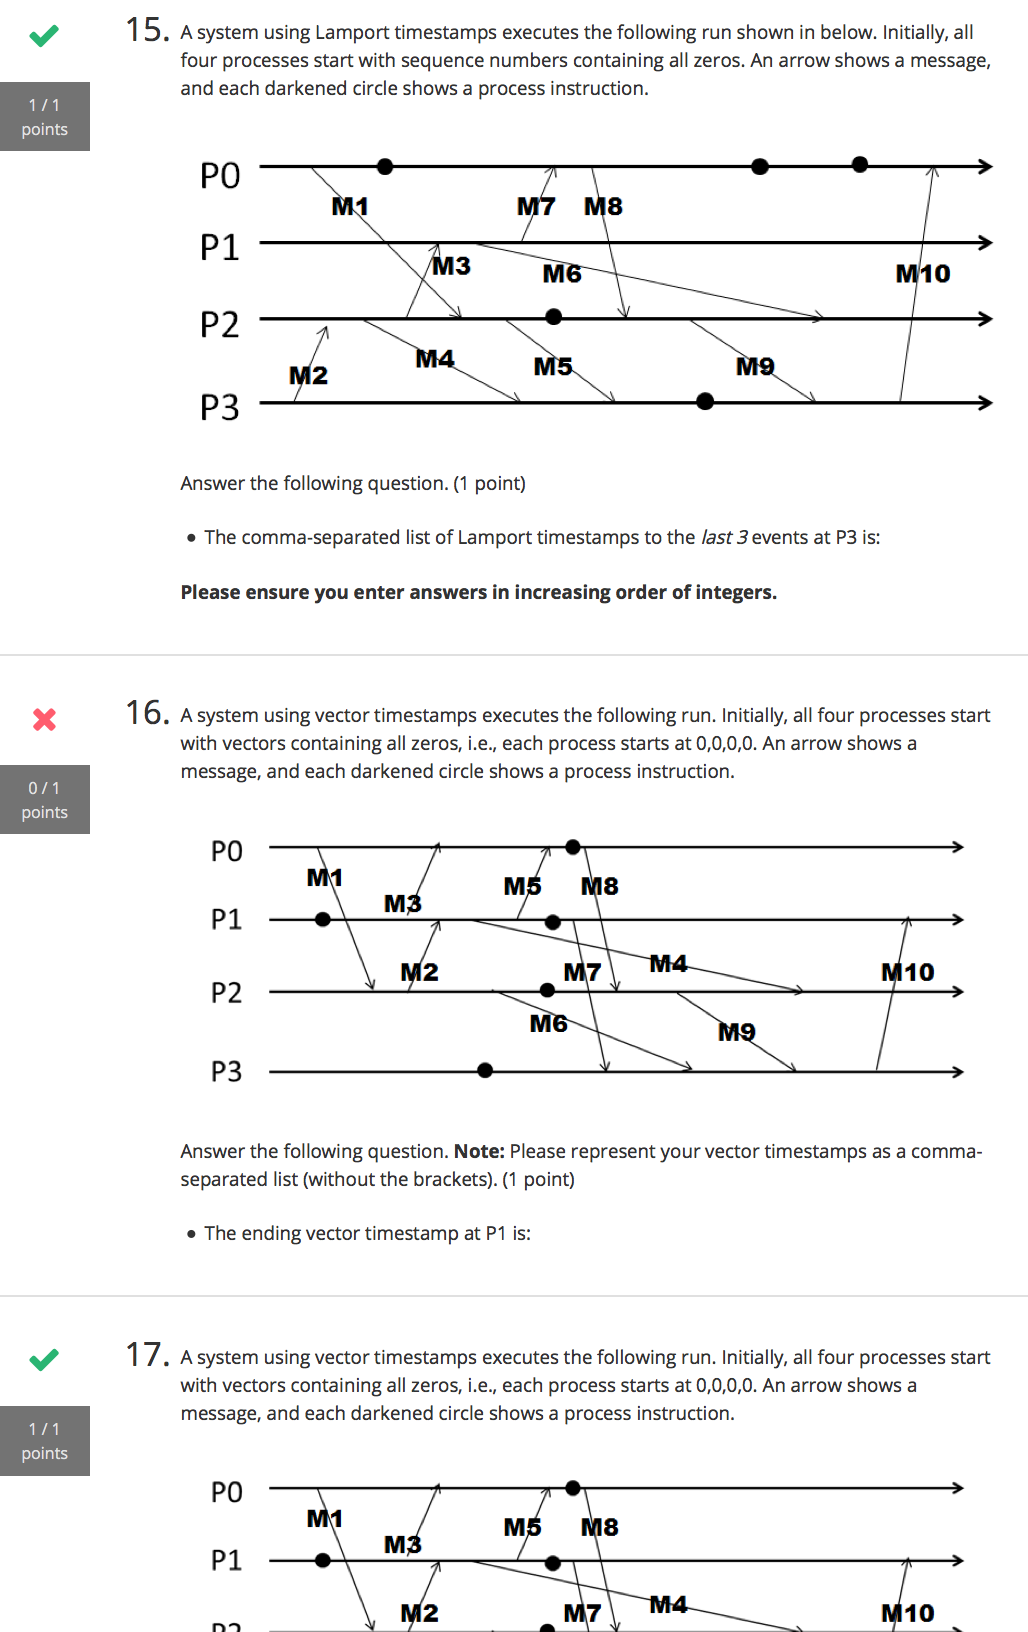 15. A system using Lamport timestamps executes the following run shown in below. Initially, all
four processes start with sequence numbers containing all zeros. An arrow shows a message,
and each darkened circle shows a process instruction.
1 / 1
points
P0
M1 M7 M8
P1
M3 M6 M10
P2
M4 M5 M9
M2
P3
Answer the following question. (1 point)
• The comma-separated list of Lamport timestamps to the last 3 events at P3 is:
Please ensure you enter answers in increasing order of integers.
16. A system using vector timestamps executes the following run. Initially, all four processes start
with vectors containing all zeros, i.e., each process starts at 0,0,0,0. An arrow shows a
message, and each darkened circle shows a process instruction.
0 / 1
points
P0
M1 M5 M8
M3
P1
M2 M7 M4 M10
P2
M6 M9
P3
Answer the following question. Note: Please represent your vector timestamps as a comma-
separated list (without the brackets). (1 point)
• The ending vector timestamp at P1 is:
17. A system using vector timestamps executes the following run. Initially, all four processes start
with vectors containing all zeros, i.e., each process starts at 0,0,0,0. An arrow shows a
message, and each darkened circle shows a process instruction.
1 / 1
points
P0
M1 M5 M8
M3
P1
M2 M7 M4 M10